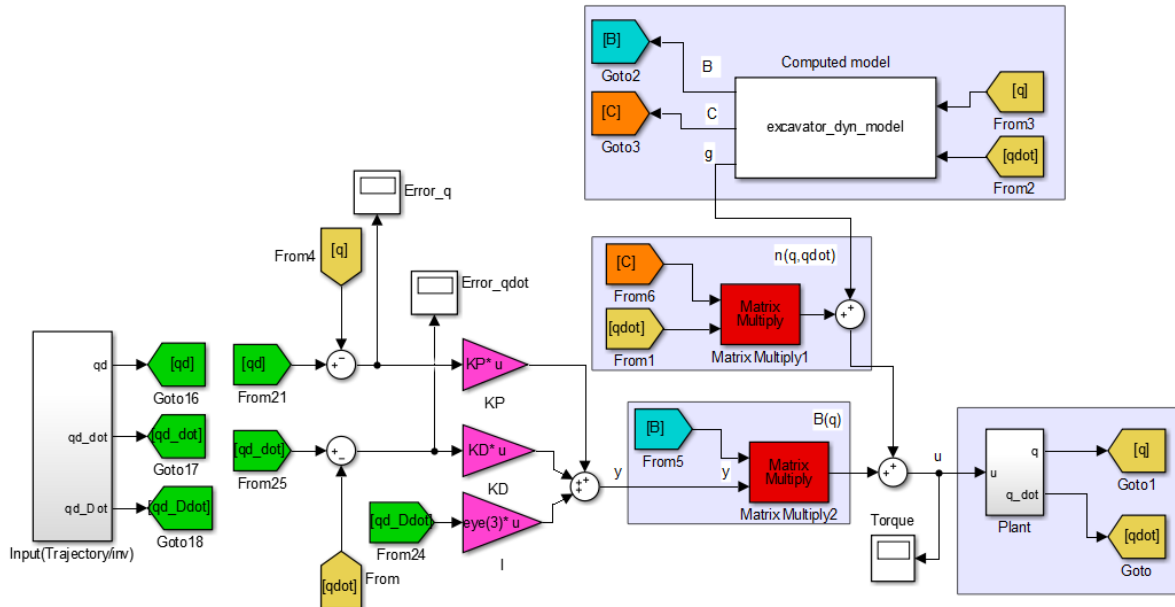 Computed model
[B]
Goto2
B
[C]
Goto3
C
g
excavator_dyn_model
[q]
From3
[qdot]
From2
Error_q
From4
[q]
Error_qdot
[C]
From6
[qdot]
From1
Matrix
Multiply
Matrix Multiply1
n(q,qdot)
+
+
qd
qd_dot
qd_Dot
Input(Trajectory/inv)
[qd]
Goto16
[qd_dot]
Goto17
[qd_Ddot]
Goto18
[qd]
From21
+
−
KP* u
KP
[qd_dot]
From25
+
−
KD* u
KD
[qd_Ddot]
From24
eye(3)* u
I
[qdot]
From
+
+
+
y
[B]
From5
y
B(q)
Matrix
Multiply
Matrix Multiply2
+
+
u
Torque
u
q
q_dot
Plant
[q]
Goto1
[qdot]
Goto